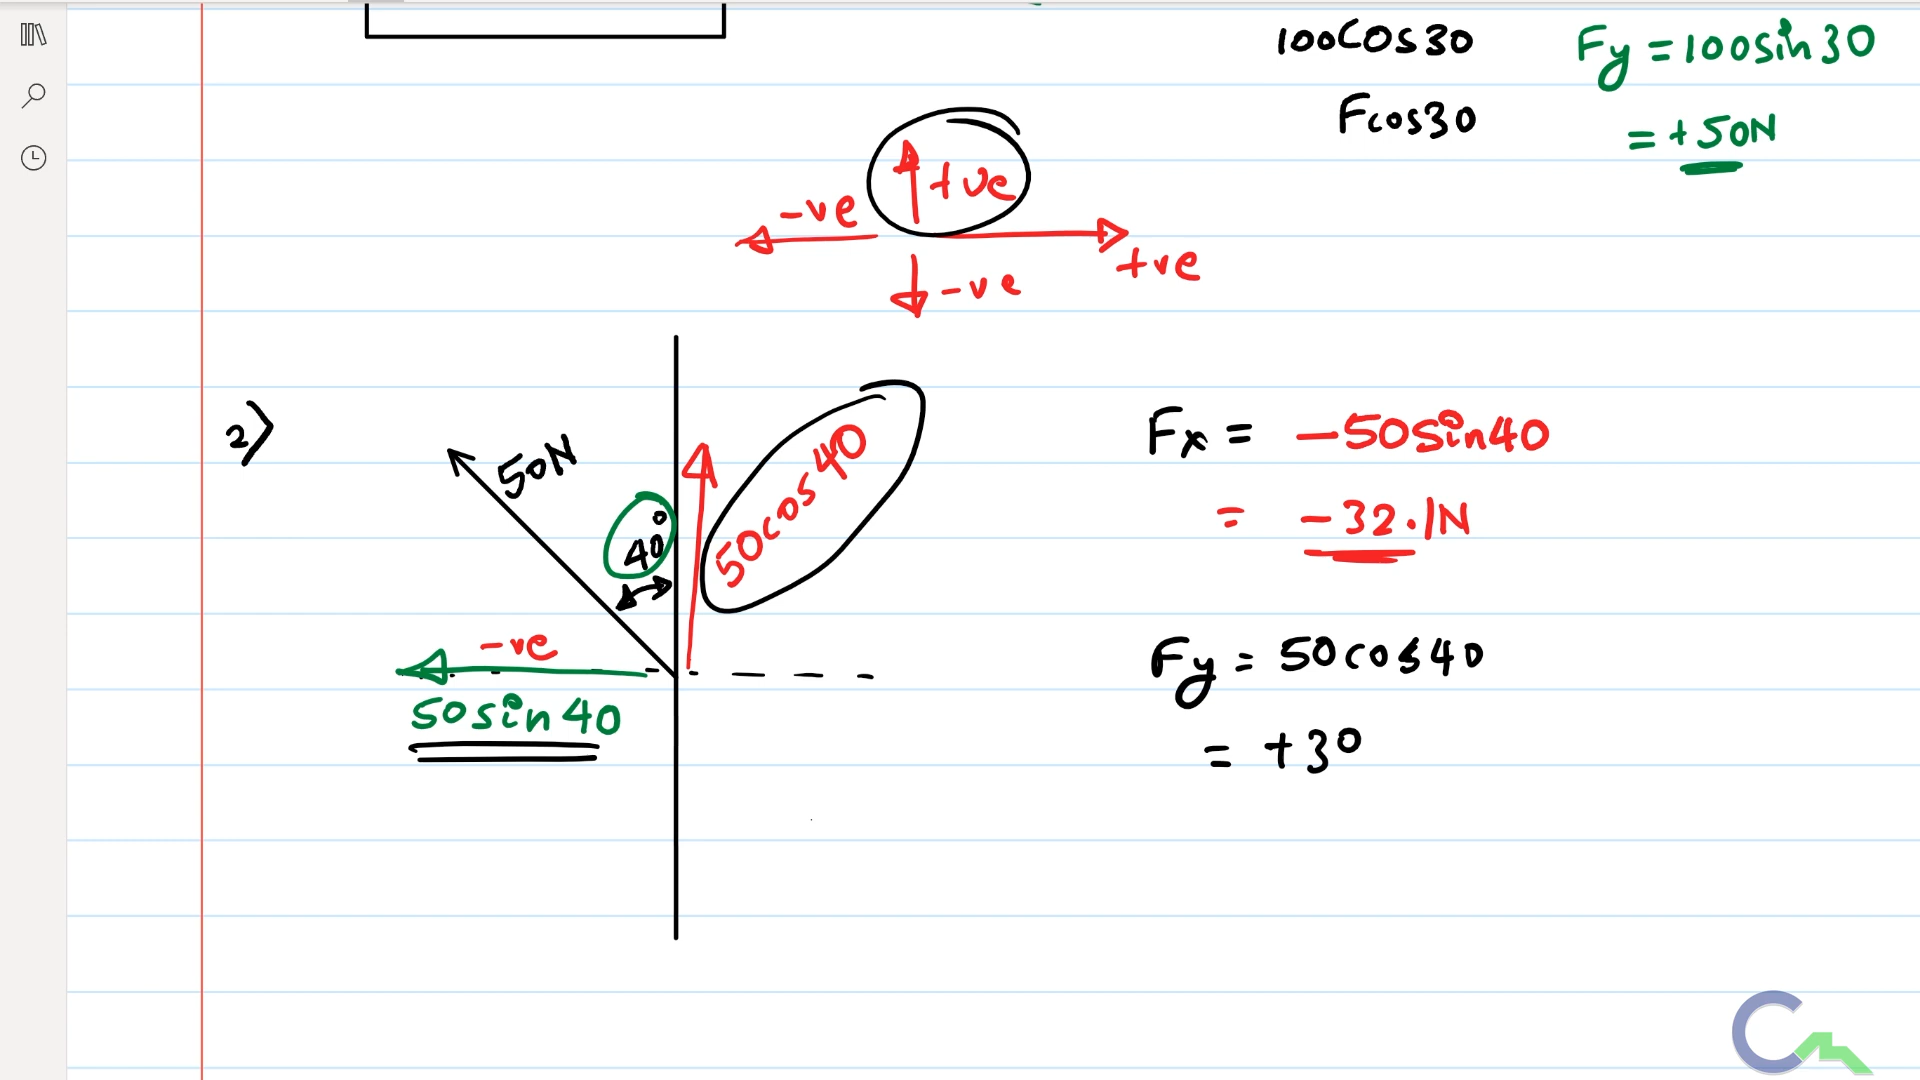 100COS30
Fcos30
Fy = 100sin30
= +50N
-ve
+ve
+ve
-ve
2)
50N
40°
50cos40
-ve
50sin40
Fx = -50sin40
= -32.1N
Fy = 50cos40
= +30